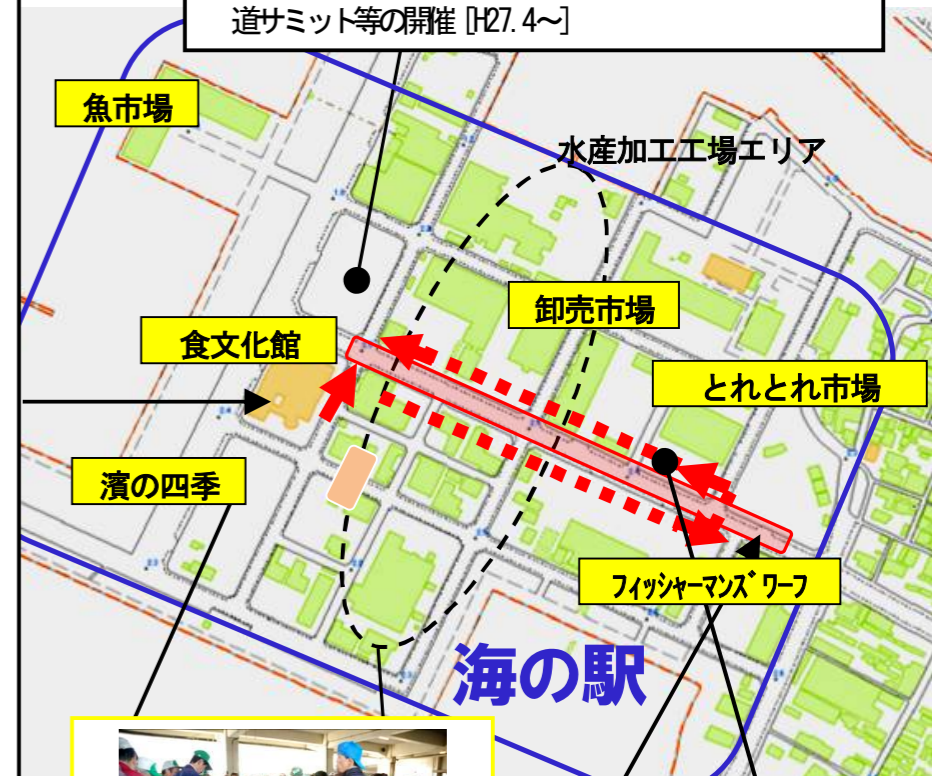 道サミット等の開催 [H27.4～]
魚市場
水産加工工場エリア
卸売市場
食文化館
とれとれ市場
濱の四季
フィッシャーマンズワーフ
海の駅